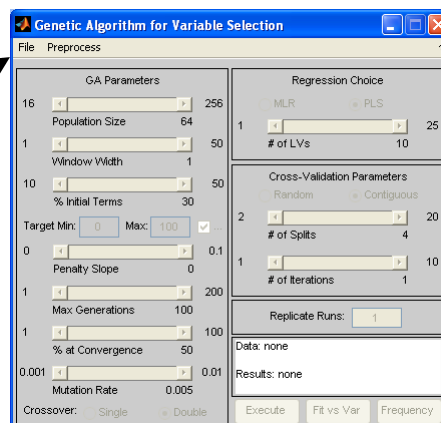 Genetic Algorithm for Variable Selection
File Preprocess
GA Parameters
16 256
Population Size 64
1 50
Window Width 1
10 50
% Initial Terms 30
Target Min: 0 Max: 100 ...
0 0.1
Penalty Slope 0
1 200
Max Generations 100
1 100
% at Convergence 50
0.001 0.01
Mutation Rate 0.005
Crossover: Single Double
Regression Choice
MLR PLS
1 25
# of LVs 10
Cross-Validation Parameters
Random Contiguous
2 20
# of Splits 4
1 10
# of Iterations 1
Replicate Runs: 1
Data: none
Results: none
Execute Fit vs Var Frequency